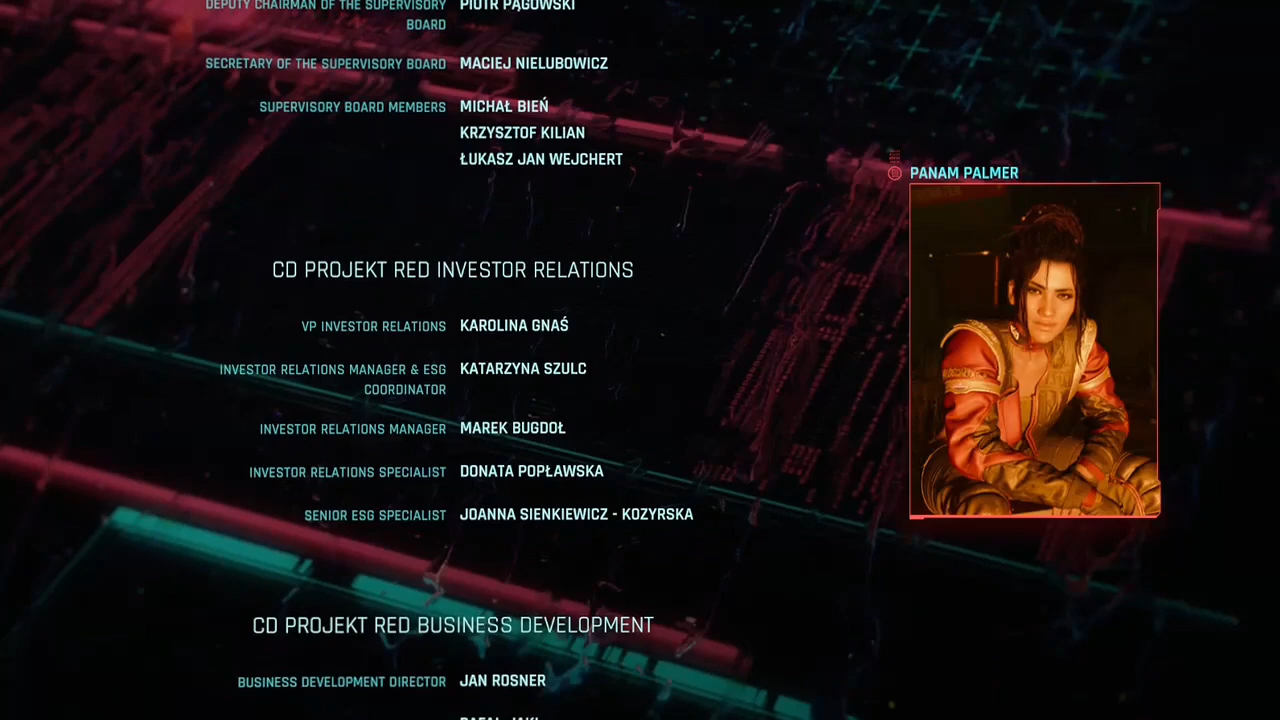 DEPUTY CHAIRMAN OF THE SUPERVISORY BOARD PIOTR PĄGOWSKI
SECRETARY OF THE SUPERVISORY BOARD MACIEJ NIELUBOWICZ
SUPERVISORY BOARD MEMBERS MICHAŁ BIEŃ
KRZYSZTOF KILIAN
ŁUKASZ JAN WEJCHERT
PANAM PALMER
CD PROJEKT RED INVESTOR RELATIONS
VP INVESTOR RELATIONS KAROLINA GNAŚ
INVESTOR RELATIONS MANAGER & ESG COORDINATOR KATARZYNA SZULC
INVESTOR RELATIONS MANAGER MAREK BUGDOŁ
INVESTOR RELATIONS SPECIALIST DONATA POPŁAWSKA
SENIOR ESG SPECIALIST JOANNA SIENKIEWICZ - KOZYRSKA
CD PROJEKT RED BUSINESS DEVELOPMENT
BUSINESS DEVELOPMENT DIRECTOR JAN ROSNER